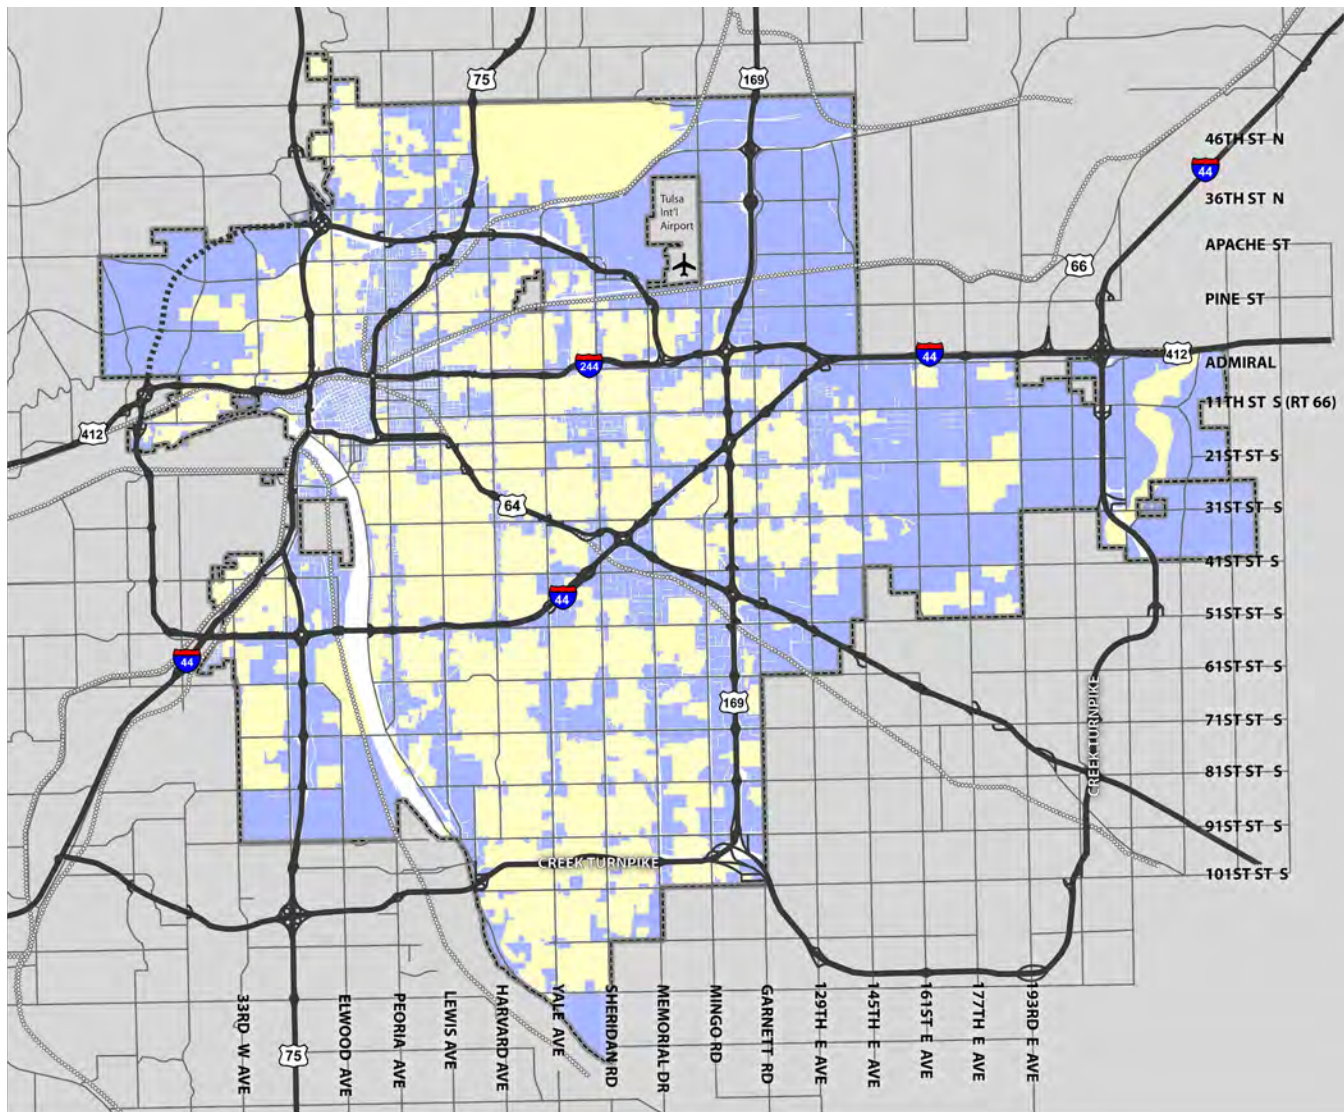 75
169
46TH ST N
44
36TH ST N
Tulsa
Int'l
Airport
APACHE ST
66
PINE ST
412
244
44
ADMIRAL
11TH ST S (RT 66)
412
21ST ST S
64
31ST ST S
41ST ST S
44
51ST ST S
44
61ST ST S
169
71ST ST S
CREEK TURNPIKE
81ST ST S
91ST ST S
CREEK TURNPIKE
101ST ST S
33RD W AVE
75
ELWOOD AVE
PEORIA AVE
LEWIS AVE
HARVARD AVE
YALE AVE
SHERIDAN RD
MEMORIAL DR
MINGO RD
GARNETT RD
129TH E AVE
145TH E AVE
161ST E AVE
177TH E AVE
193RD E AVE